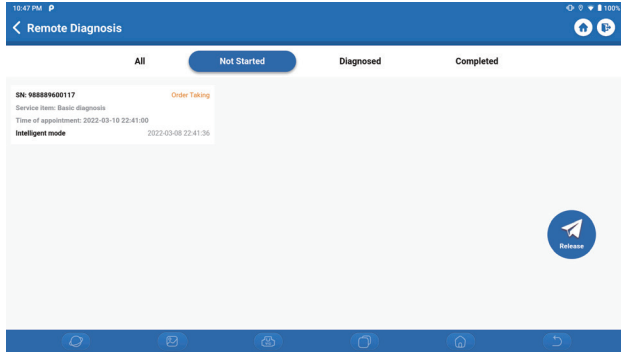 10:47 PM P 100%
Remote Diagnosis
All Not Started Diagnosed Completed
SN: 988889600117 Order Taking
Service item: Basic diagnosis
Time of appointment: 2022-03-10 22:41:00
Intelligent mode 2022-03-08 22:41:36
Release